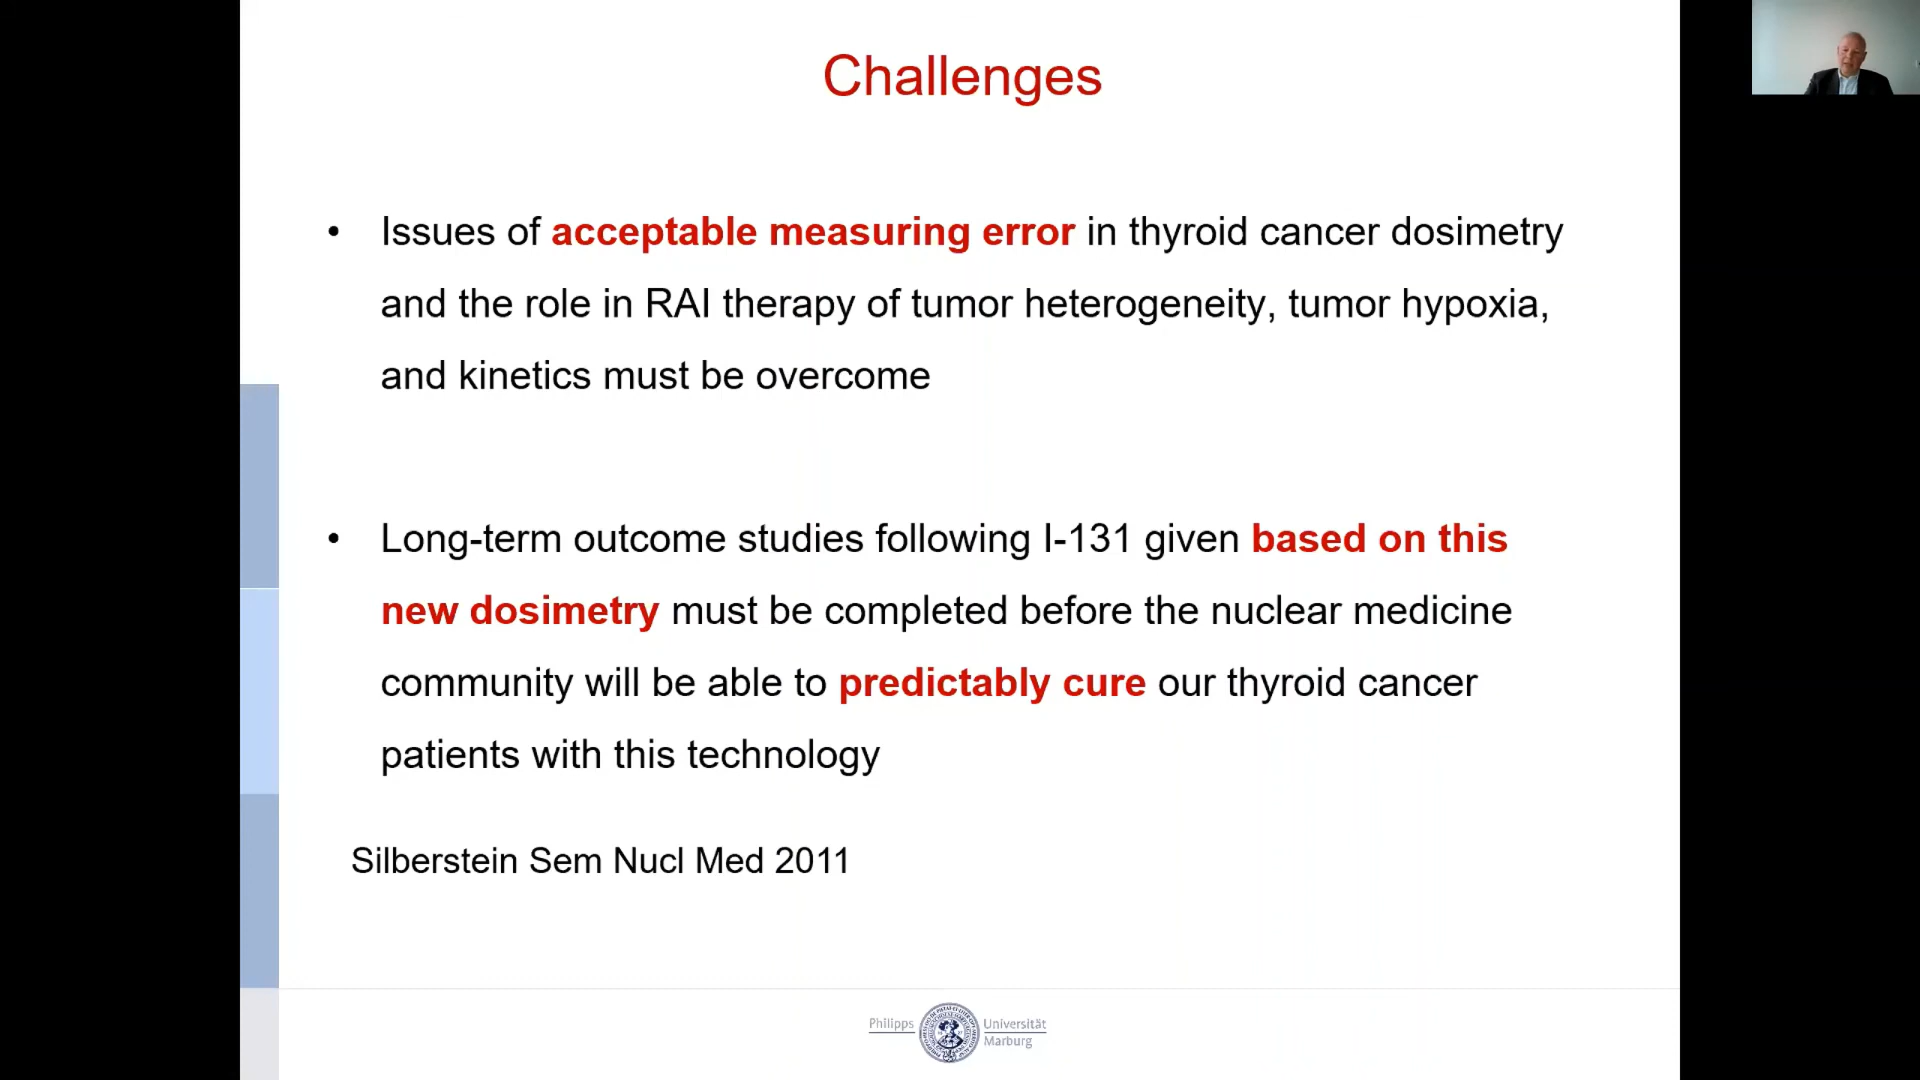 Challenges
• Issues of acceptable measuring error in thyroid cancer dosimetry
and the role in RAI therapy of tumor heterogeneity, tumor hypoxia,
and kinetics must be overcome
• Long-term outcome studies following I-131 given based on this
new dosimetry must be completed before the nuclear medicine
community will be able to predictably cure our thyroid cancer
patients with this technology
Silberstein Sem Nucl Med 2011
Philipps Universität
Marburg